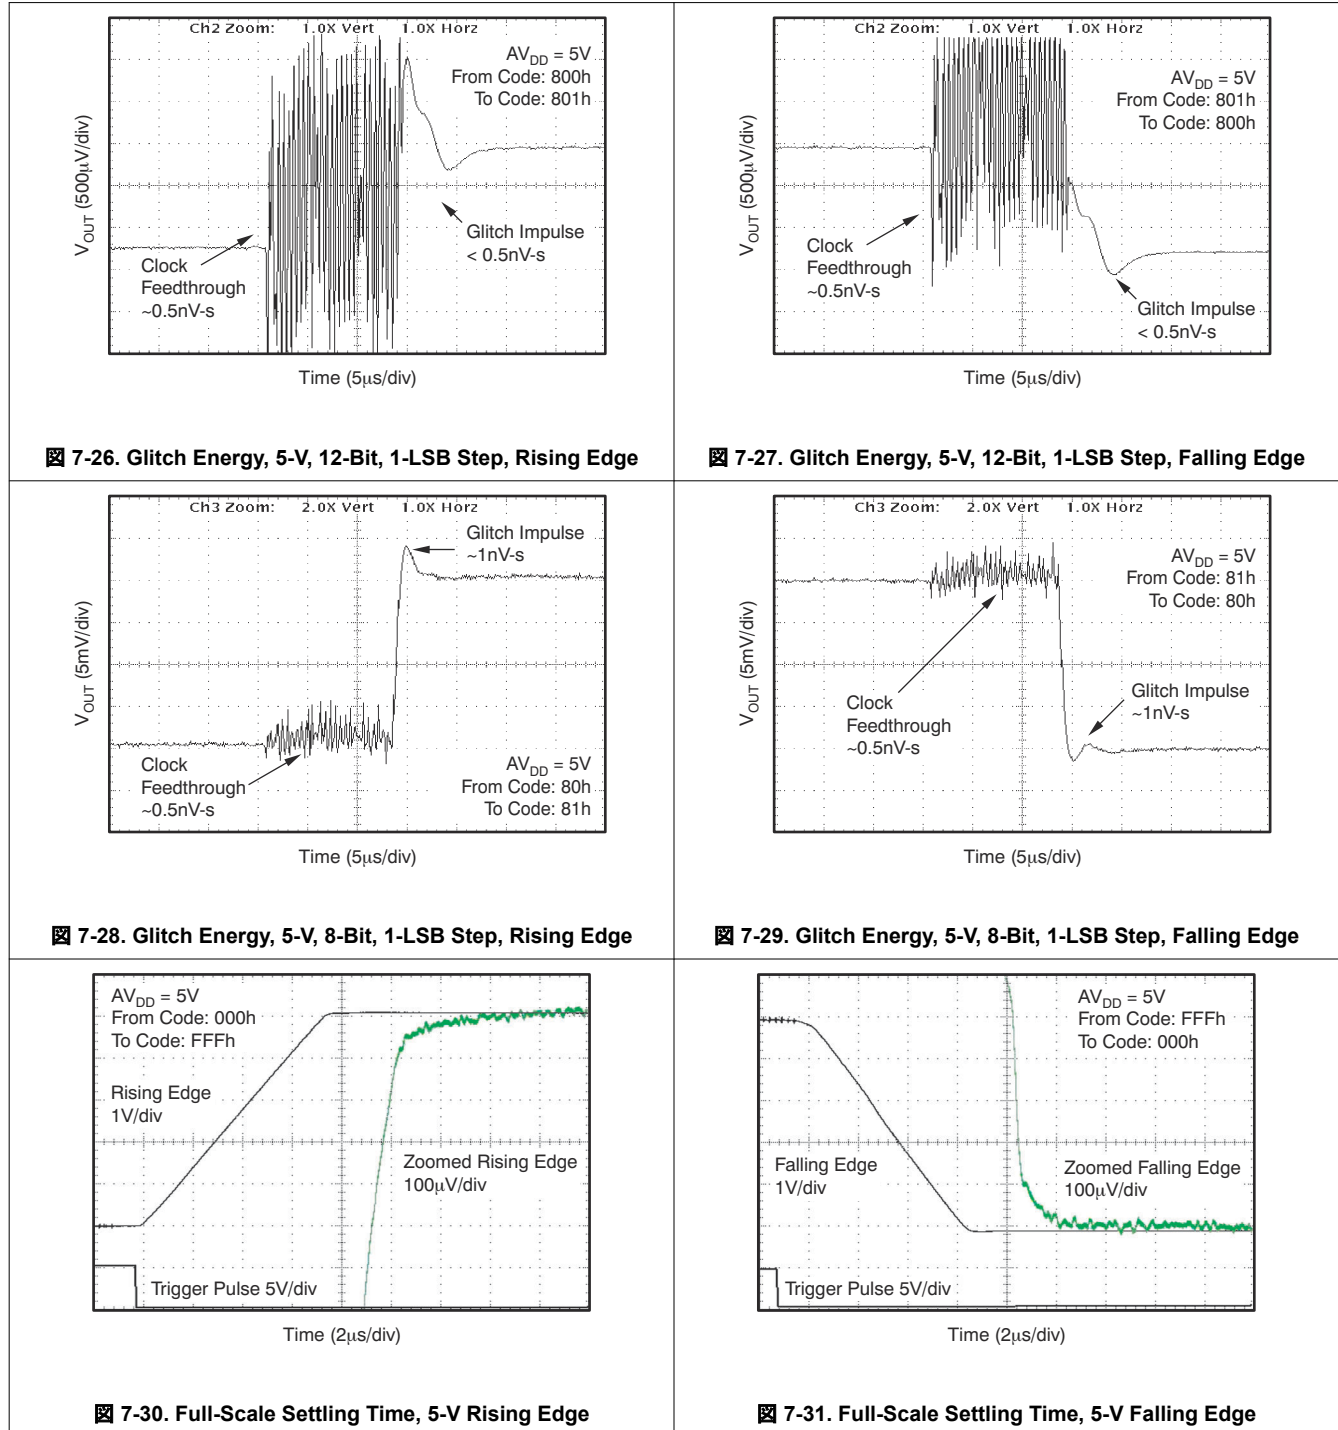 Ch2 Zoom: 1.0X Vert 1.0X Horz
AVDD = 5V
From Code: 800h
To Code: 801h
VOUT (500µV/div)
Clock
Feedthrough
~0.5nV-s
Glitch Impulse
< 0.5nV-s
Time (5µs/div)
図 7-26. Glitch Energy, 5-V, 12-Bit, 1-LSB Step, Rising Edge
Ch2 Zoom: 1.0X Vert 1.0X Horz
AVDD = 5V
From Code: 801h
To Code: 800h
VOUT (500µV/div)
Clock
Feedthrough
~0.5nV-s
Glitch Impulse
< 0.5nV-s
Time (5µs/div)
図 7-27. Glitch Energy, 5-V, 12-Bit, 1-LSB Step, Falling Edge
Ch3 Zoom: 2.0X Vert 1.0X Horz
Glitch Impulse
~1nV-s
VOUT (5mV/div)
Clock
Feedthrough
~0.5nV-s
AVDD = 5V
From Code: 80h
To Code: 81h
Time (5µs/div)
図 7-28. Glitch Energy, 5-V, 8-Bit, 1-LSB Step, Rising Edge
Ch3 Zoom: 2.0X Vert 1.0X Horz
AVDD = 5V
From Code: 81h
To Code: 80h
VOUT (5mV/div)
Clock
Feedthrough
~0.5nV-s
Glitch Impulse
~1nV-s
Time (5µs/div)
図 7-29. Glitch Energy, 5-V, 8-Bit, 1-LSB Step, Falling Edge
AVDD = 5V
From Code: 000h
To Code: FFFh
Rising Edge
1V/div
Zoomed Rising Edge
100µV/div
Trigger Pulse 5V/div
Time (2µs/div)
図 7-30. Full-Scale Settling Time, 5-V Rising Edge
AVDD = 5V
From Code: FFFh
To Code: 000h
Falling Edge
1V/div
Zoomed Falling Edge
100µV/div
Trigger Pulse 5V/div
Time (2µs/div)
図 7-31. Full-Scale Settling Time, 5-V Falling Edge